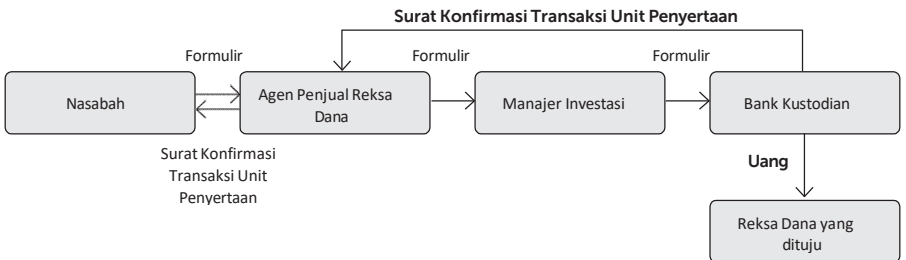 Surat Konfirmasi Transaksi Unit Penyertaan
Formulir
Formulir
Formulir
Nasabah
Agen Penjual Reksa
Dana
Manajer Investasi
Bank Kustodian
Surat Konfirmasi
Transaksi Unit
Penyertaan
Uang
Reksa Dana yang
dituju